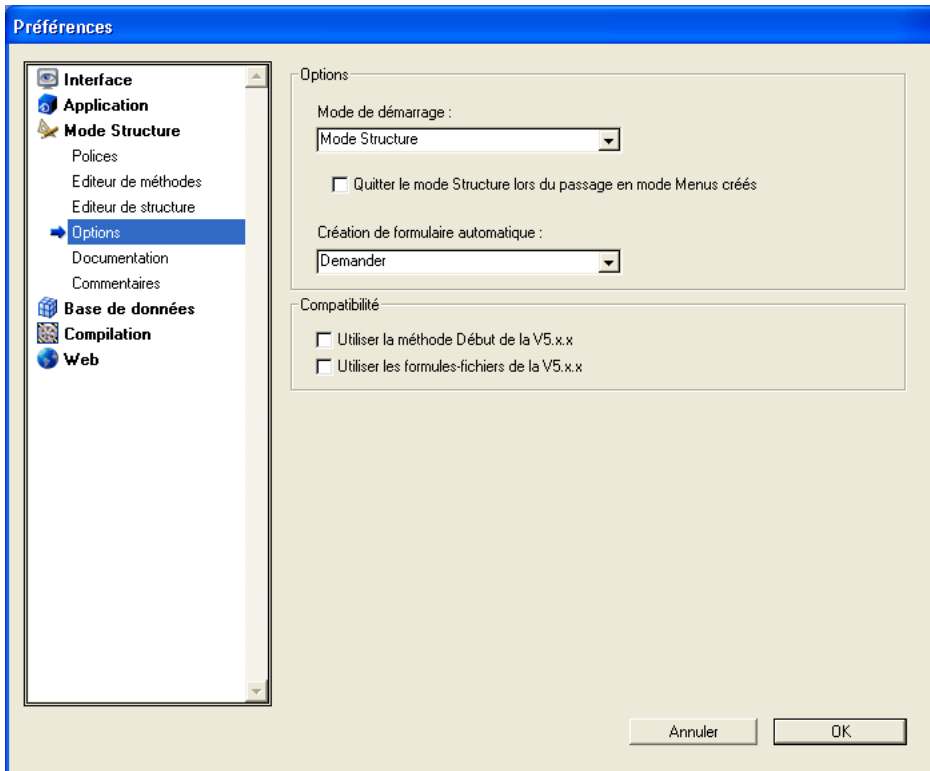 Préférences
Interface
Application
Mode Structure
Polices
Editeur de méthodes
Editeur de structure
Options
Documentation
Commentaires
Base de données
Compilation
Web
Options
Mode de démarrage :
Mode Structure
Quitter le mode Structure lors du passage en mode Menus créés
Création de formulaire automatique :
Demander
Compatibilité
Utiliser la méthode Début de la V5.x.x
Utiliser les formules-fichiers de la V5.x.x
Annuler
OK